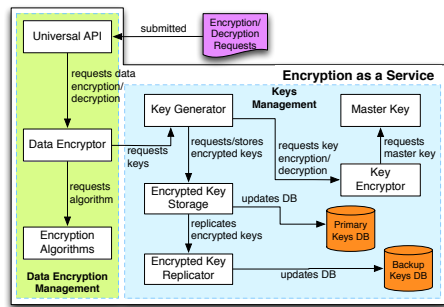 Universal API
submitted
Encryption/
Decryption
Requests
requests data
encryption/
decryption
Encryption as a Service
Keys
Management
Key Generator
Master Key
Data Encryptor
requests
keys
requests/stores
encrypted keys
requests key
encryption/
decryption
requests
master key
Key
Encryptor
requests
algorithm
Encrypted Key
Storage
updates DB
Primary
Keys DB
Encryption
Algorithms
replicates
encrypted keys
Data Encryption
Management
Encrypted Key
Replicator
updates DB
Backup
Keys DB